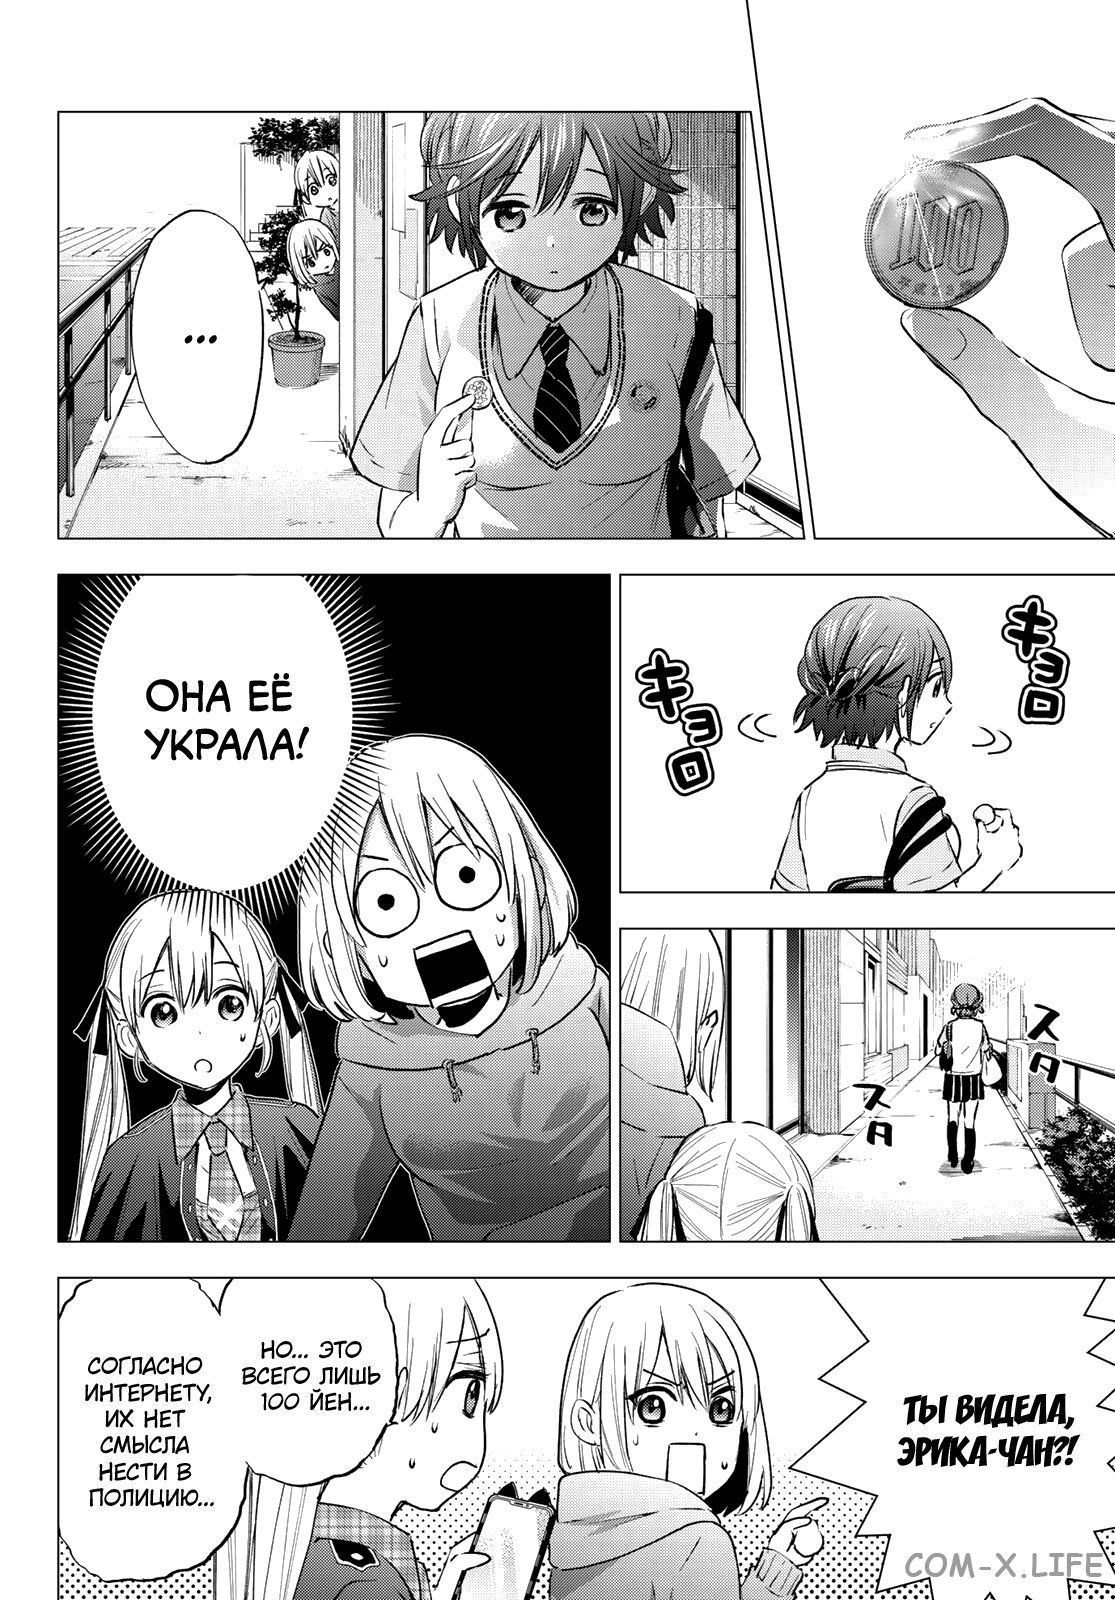 100
...
キョロ
キョロ
ОНА ЕЁ
УКРАЛА!
スタ
スタ
ТЫ ВИДЕЛА,
ЭРИКА-ЧАН?!
НО... ЭТО
ВСЕГО ЛИШЬ
100 ЙЕН...
СОГЛАСНО
ИНТЕРНЕТУ,
ИХ НЕТ
СМЫСЛА
НЕСТИ В
ПОЛИЦИЮ...
COM-X.LIFE